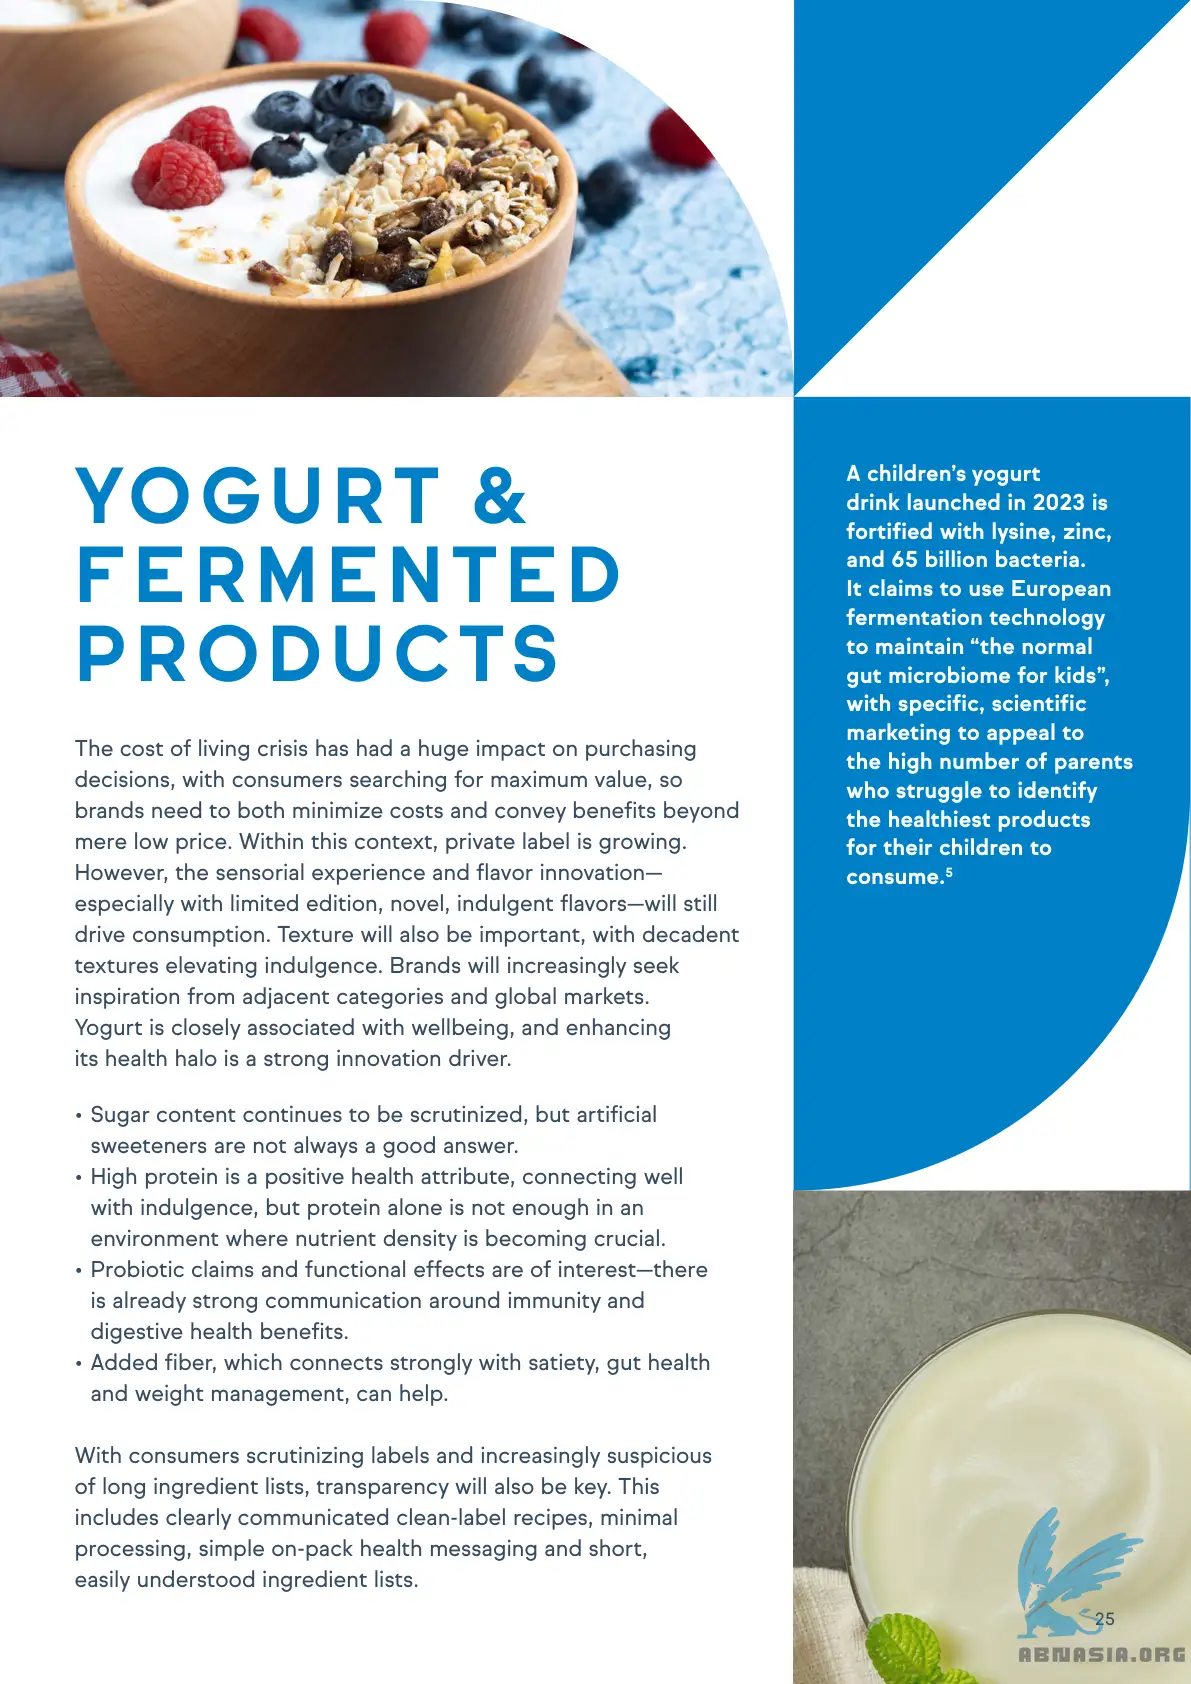 YOGURT &
FERMENTED
PRODUCTS
The cost of living crisis has had a huge impact on purchasing
decisions, with consumers searching for maximum value, so
brands need to both minimize costs and convey benefits beyond
mere low price. Within this context, private label is growing.
However, the sensorial experience and flavor innovation—
especially with limited edition, novel, indulgent flavors—will still
drive consumption. Texture will also be important, with decadent
textures elevating indulgence. Brands will increasingly seek
inspiration from adjacent categories and global markets.
Yogurt is closely associated with wellbeing, and enhancing
its health halo is a strong innovation driver.
• Sugar content continues to be scrutinized, but artificial
sweeteners are not always a good answer.
• High protein is a positive health attribute, connecting well
with indulgence, but protein alone is not enough in an
environment where nutrient density is becoming crucial.
• Probiotic claims and functional effects are of interest—there
is already strong communication around immunity and
digestive health benefits.
• Added fiber, which connects strongly with satiety, gut health
and weight management, can help.
With consumers scrutinizing labels and increasingly suspicious
of long ingredient lists, transparency will also be key. This
includes clearly communicated clean-label recipes, minimal
processing, simple on-pack health messaging and short,
easily understood ingredient lists.
A children's yogurt
drink launched in 2023 is
fortified with lysine, zinc,
and 65 billion bacteria.
It claims to use European
fermentation technology
to maintain “the normal
gut microbiome for kids”,
with specific, scientific
marketing to appeal to
the high number of parents
who struggle to identify
the healthiest products
for their children to
consume.⁵
25
ABNASIA.ORG